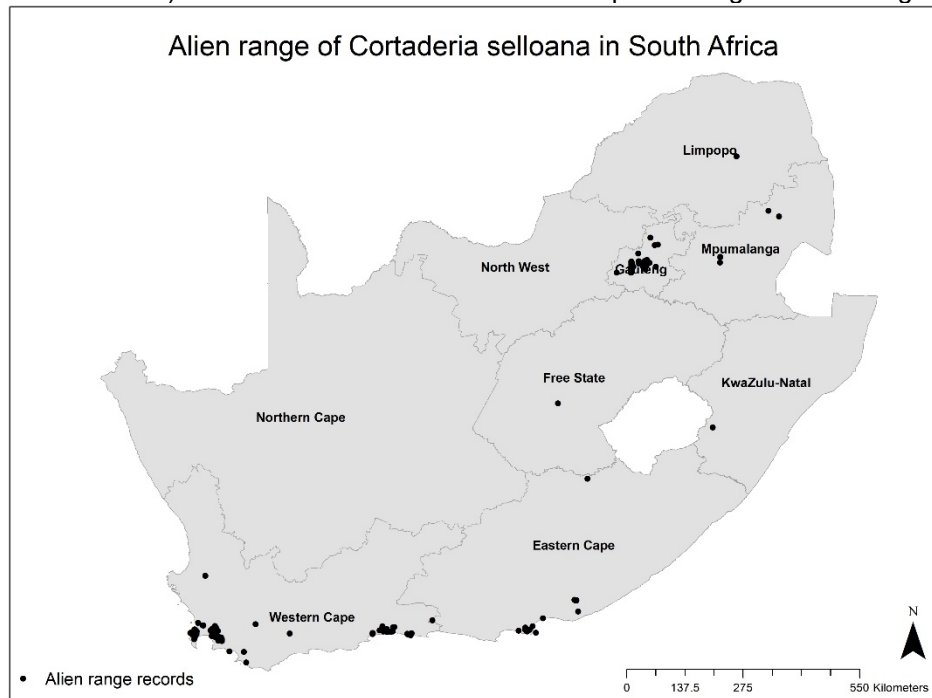 Alien range of Cortaderia selloana in South Africa
Limpopo
Mpumalanga
North West
Gauteng
Free State
KwaZulu-Natal
Northern Cape
Eastern Cape
Western Cape
N
Alien range records
0 137.5 275 550 Kilometers